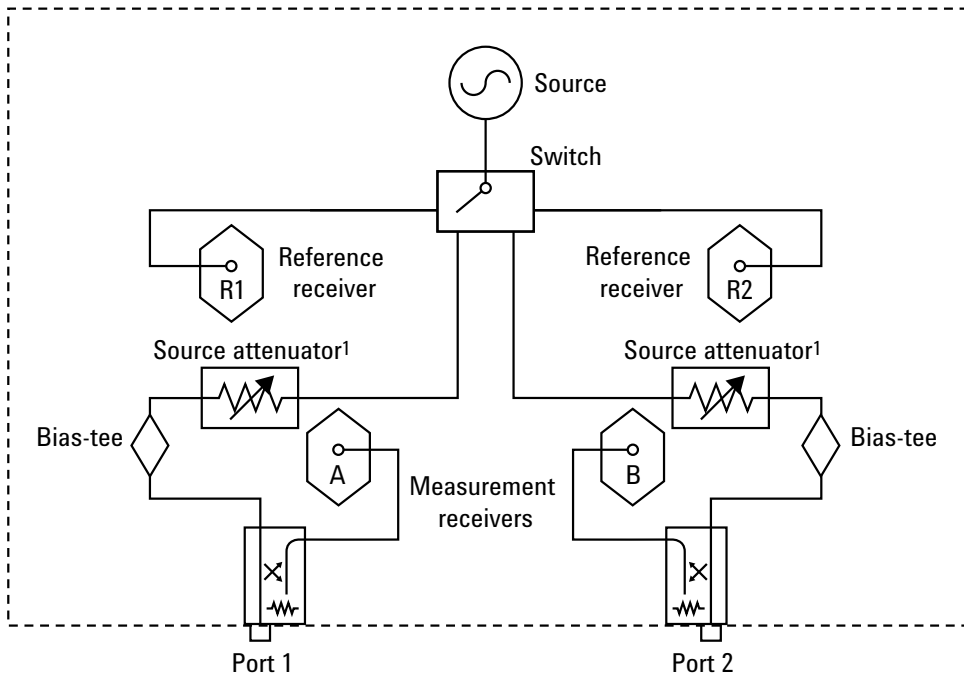 Source
Switch
Reference
receiver
R1
Reference
receiver
R2
Source attenuator1
Source attenuator1
Bias-tee
A
Measurement
receivers
B
Bias-tee
Port 1
Port 2